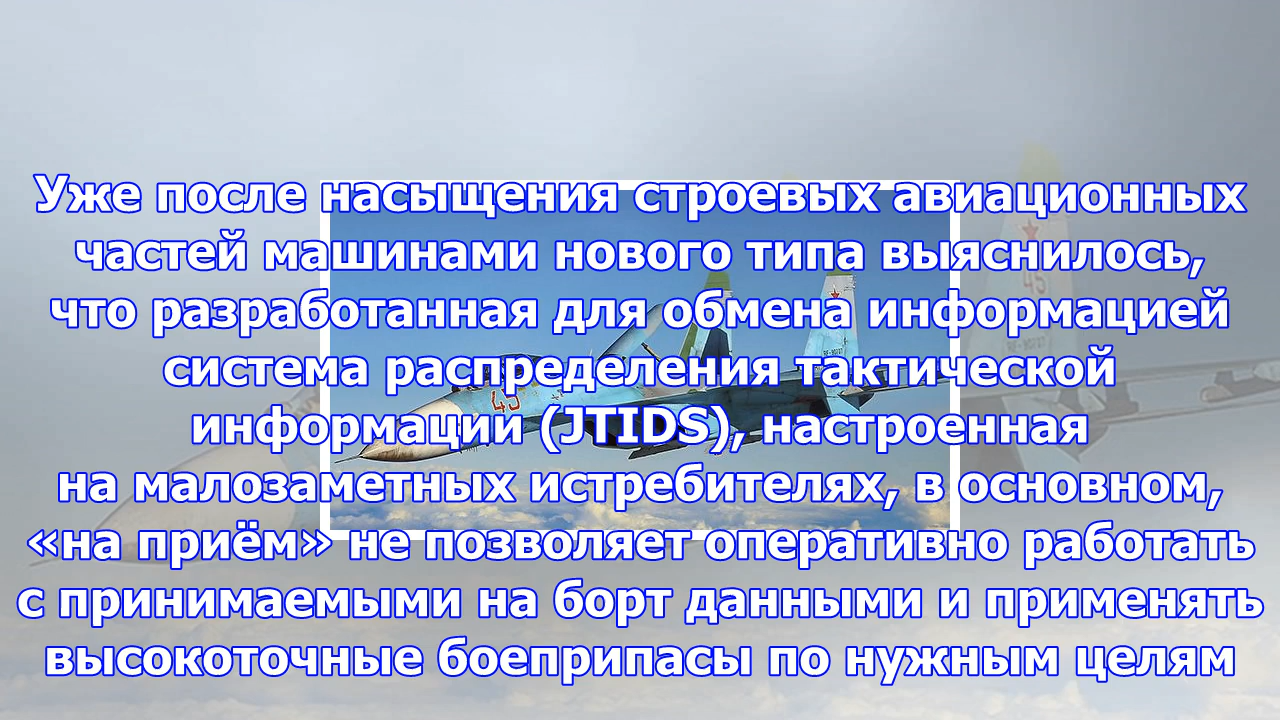 Уже после насыщения строевых авиационных
частей машинами нового типа выяснилось,
что разработанная для обмена информацией
система распределения тактической
информации (JTIDS), настроенная
на малозаметных истребителях, в основном,
«на приём» не позволяет оперативно работать
с принимаемыми на борт данными и применять
высокоточные боеприпасы по нужным целям
45
45